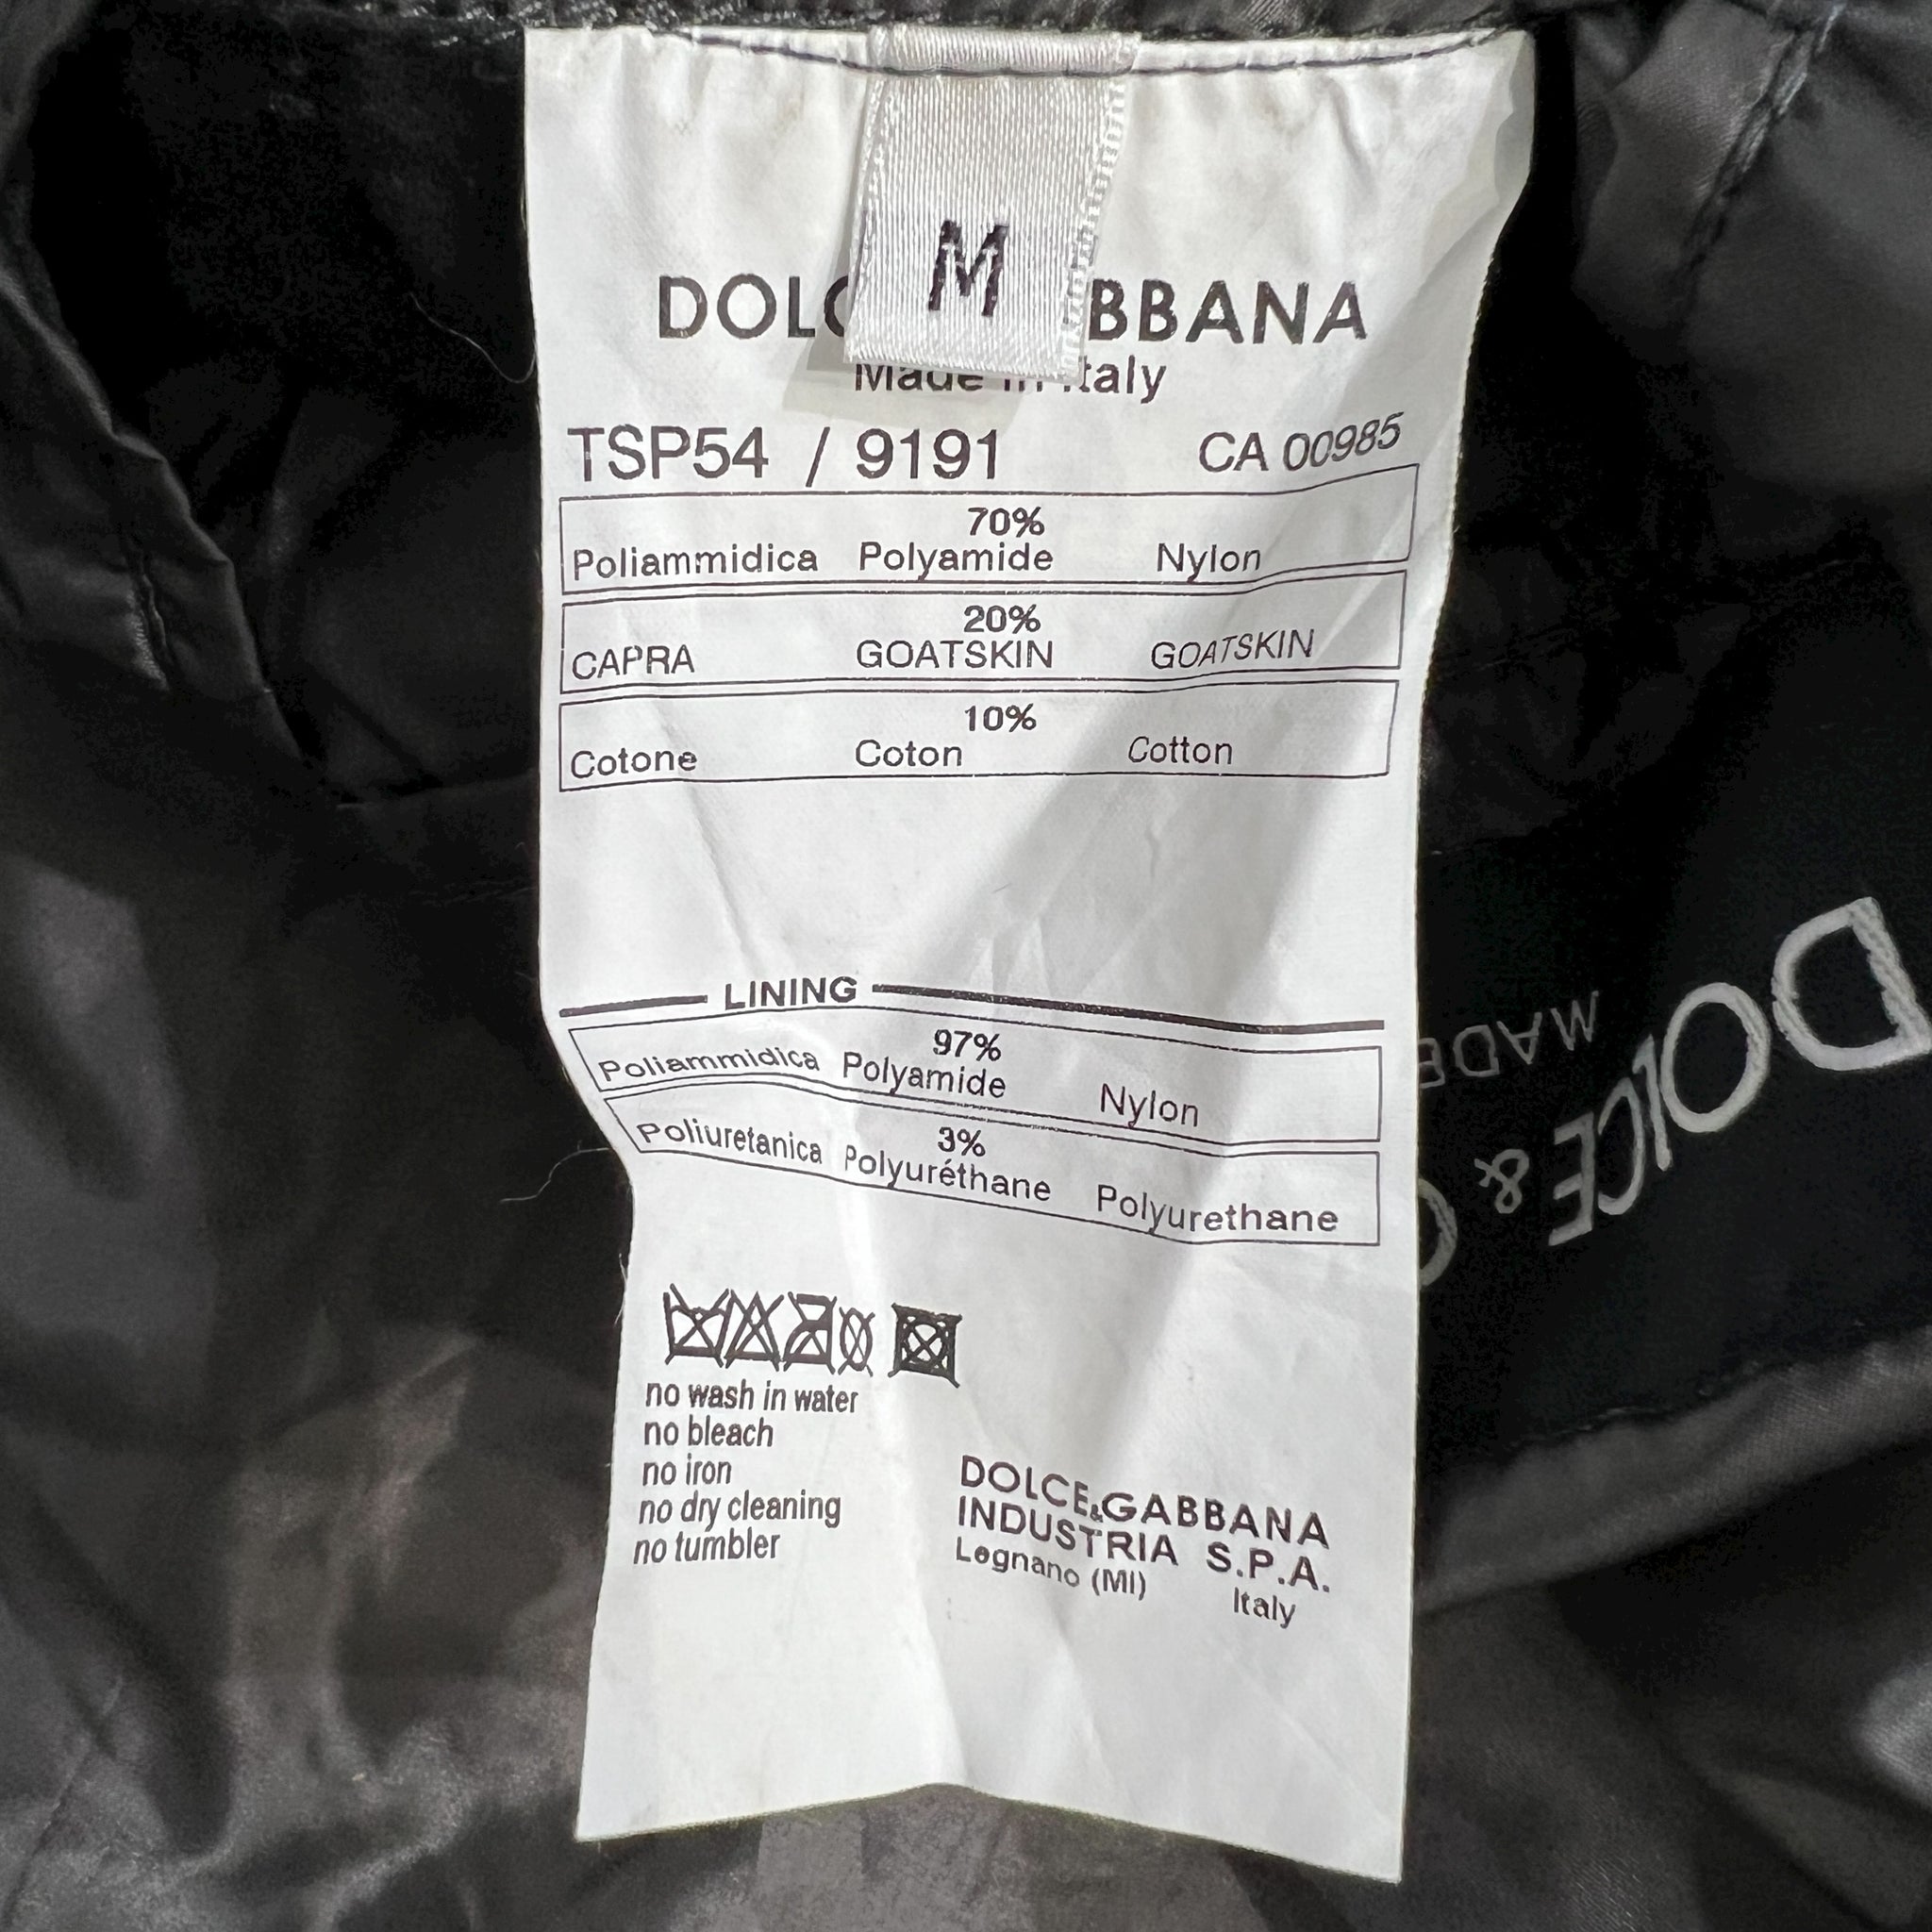 M
DOLC BBANA
Made in Italy
TSP54 / 9191 CA 00985
70%
Poliammidica Polyamide Nylon
20%
CAPRA GOATSKIN GOATSKIN
10%
Cotone Coton Cotton
LINING
97%
Poliammidica Polyamide Nylon
3%
Poliuretanica Polyuréthane Polyurethane
no wash in water
no bleach
no iron
no dry cleaning
no tumbler
DOLCE&GABBANA
INDUSTRIA S.P.A.
Legnano (MI) Italy
DOLCE & G
MADE